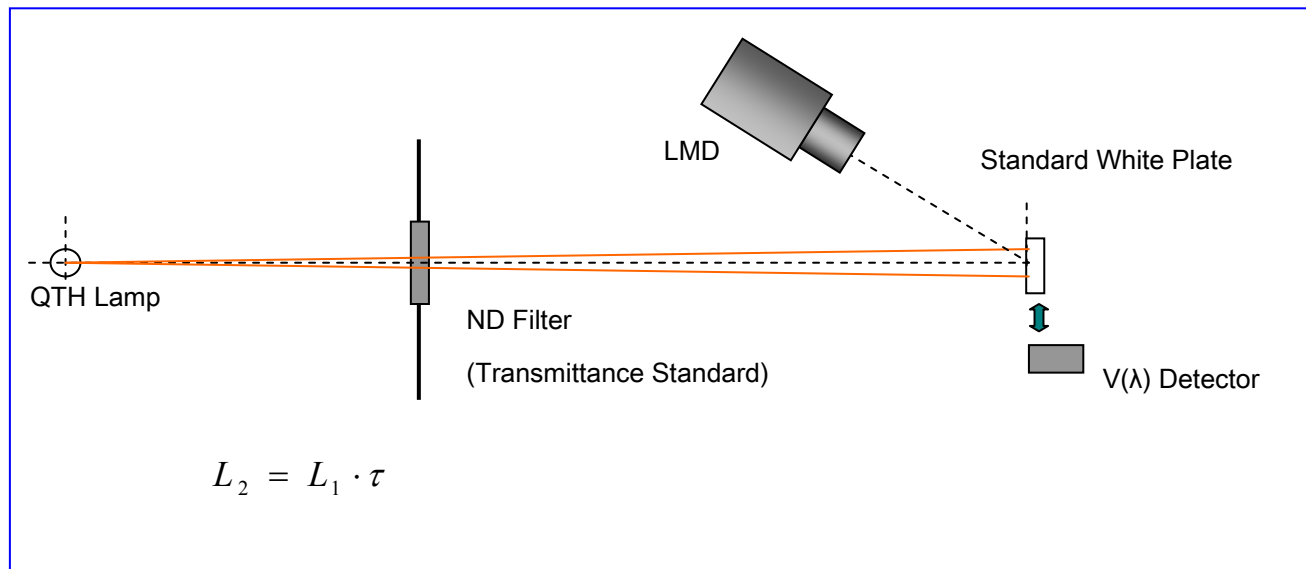 LMD
Standard White Plate
QTH Lamp
ND Filter
(Transmittance Standard)
V(λ) Detector
L₂ = L₁ · τ